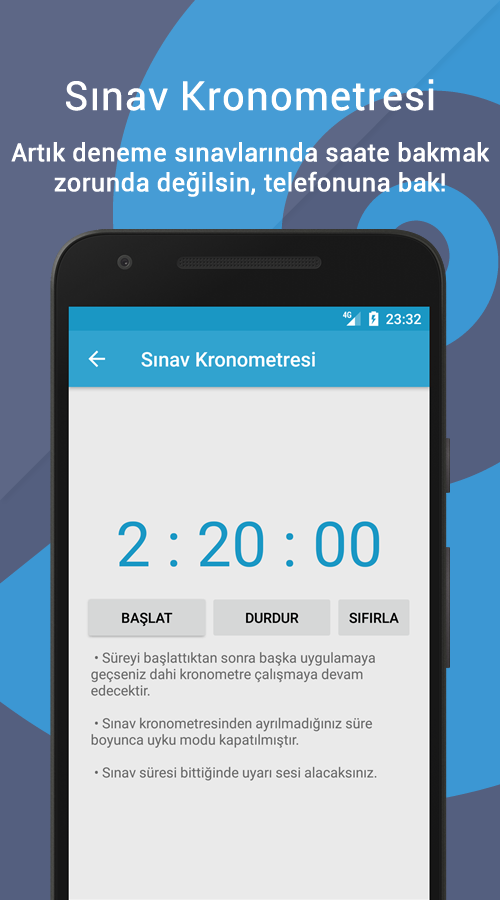 Sınav Kronometresi
Artık deneme sınavlarında saate bakmak
zorunda değilsin, telefonuna bak!
4G 23:32
Sınav Kronometresi
2 : 20 : 00
BAŞLAT DURDUR SIFIRLA
• Süreyi başlattıktan sonra başka uygulamaya
geçseniz dahi kronometre çalışmaya devam
edecektir.
• Sınav kronometresinden ayrılmadığınız süre
boyunca uyku modu kapatılmıştır.
• Sınav süresi bittiğinde uyarı sesi alacaksınız.